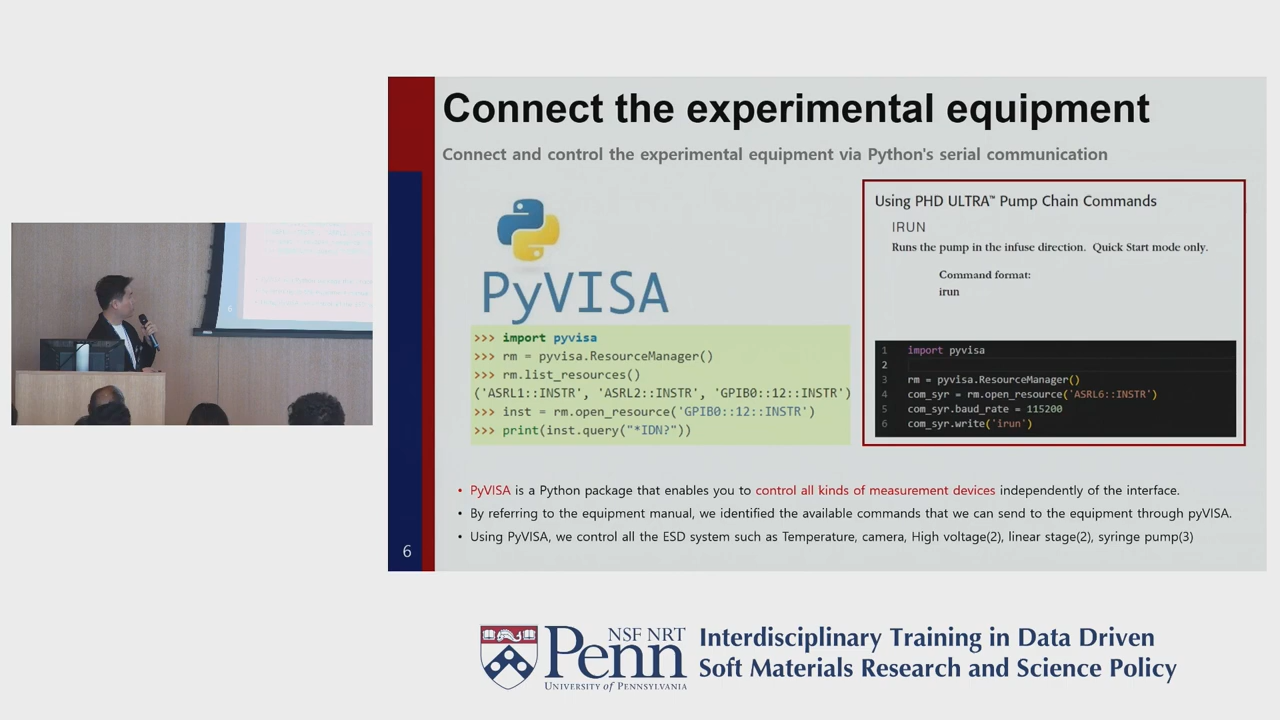 Connect the experimental equipment
Connect and control the experimental equipment via Python's serial communication
PyVISA
>>> import pyvisa
>>> rm = pyvisa.ResourceManager()
>>> rm.list_resources()
('ASRL1::INSTR', 'ASRL2::INSTR', 'GPIB0::12::INSTR')
>>> inst = rm.open_resource('GPIB0::12::INSTR')
>>> print(inst.query("*IDN?"))
Using PHD ULTRA™ Pump Chain Commands
IRUN
Runs the pump in the infuse direction. Quick Start mode only.
Command format:
irun
1 import pyvisa
2
3 rm = pyvisa.ResourceManager()
4 com_syr = rm.open_resource('ASRL6::INSTR')
5 com_syr.baud_rate = 115200
6 com_syr.write('irun')
• PyVISA is a Python package that enables you to control all kinds of measurement devices independently of the interface.
• By referring to the equipment manual, we identified the available commands that we can send to the equipment through pyVISA.
• Using PyVISA, we control all the ESD system such as Temperature, camera, High voltage(2), linear stage(2), syringe pump(3)
6
6
NSF NRT
Penn
UNIVERSITY of PENNSYLVANIA
Interdisciplinary Training in Data Driven
Soft Materials Research and Science Policy